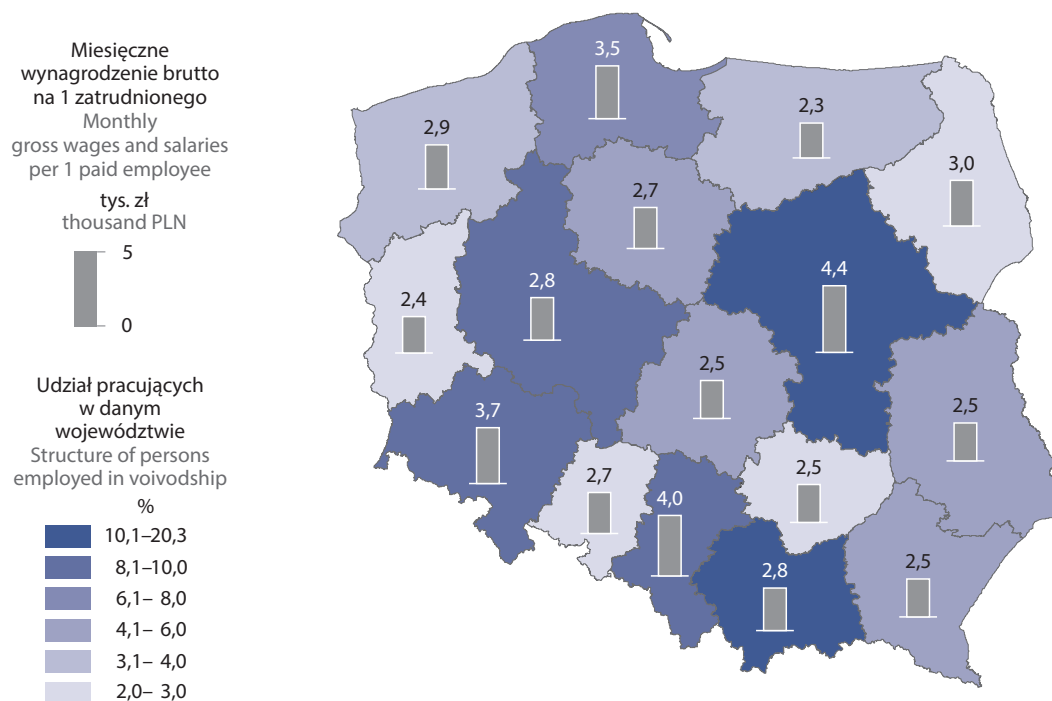 Miesięczne
wynagrodzenie brutto
na 1 zatrudnionego
Monthly
gross wages and salaries
per 1 paid employee
tys. zł
thousand PLN
5
0
Udział pracujących
w danym
województwie
Structure of persons
employed in voivodship
%
10,1–20,3
8,1–10,0
6,1– 8,0
4,1– 6,0
3,1– 4,0
2,0– 3,0
3,5
2,9
2,3
3,0
2,7
4,4
2,8
2,4
2,5
3,7
2,5
2,7
4,0
2,5
2,8
2,5